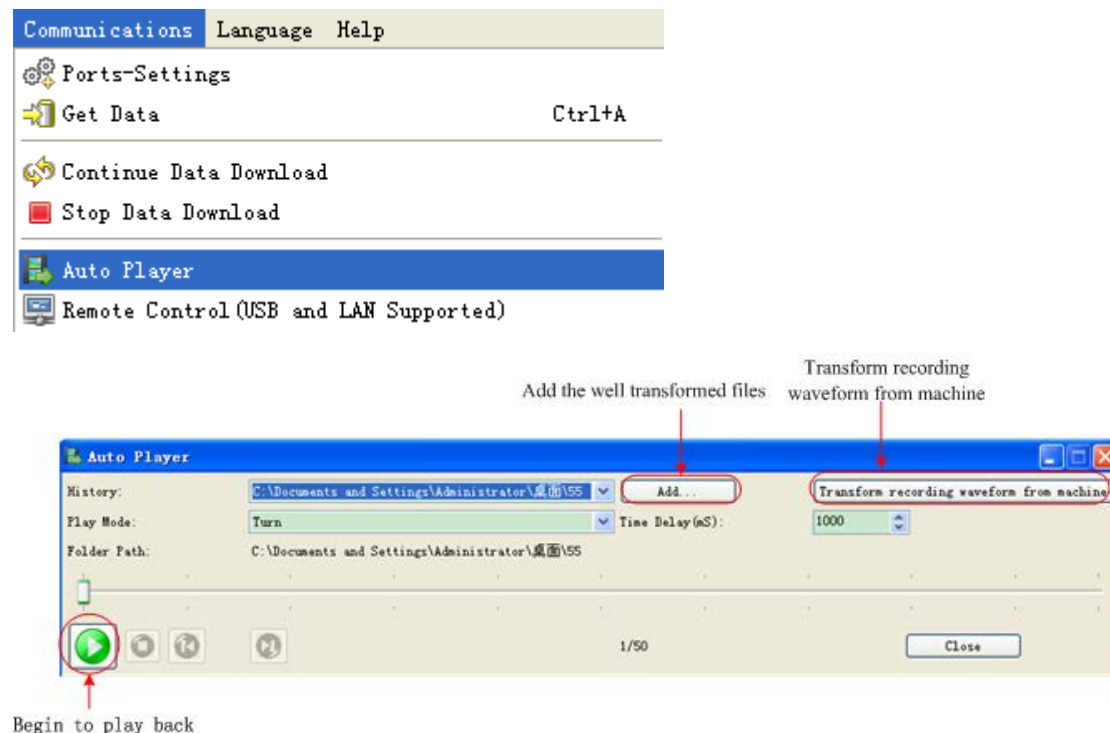 Communications Language Help
Ports-Settings
Get Data Ctrl+A
Continue Data Download
Stop Data Download
Auto Player
Remote Control(USB and LAN Supported)
Transform recording
Add the well transformed files waveform from machine
Auto Player
History: C:\Documents and Settings\Administrator\桌面\55 Add... Transform recording waveform from machine
Play Mode: Turn Time Delay(mS): 1000
Folder Path: C:\Documents and Settings\Administrator\桌面\55
1/50 Close
Begin to play back